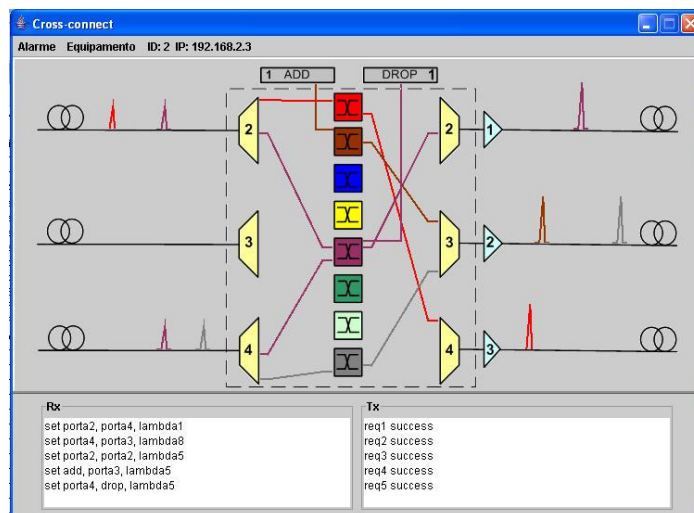 Cross-connect
Alarme Equipamento ID: 2 IP: 192.168.2.3
1 ADD
DROP 1
2
2
1
3
3
2
4
4
3
Rx
set porta2, porta4, lambda1
set porta4, porta3, lambda8
set porta2, porta2, lambda5
set add, porta3, lambda5
set porta4, drop, lambda5
Tx
req1 success
req2 success
req3 success
req4 success
req5 success